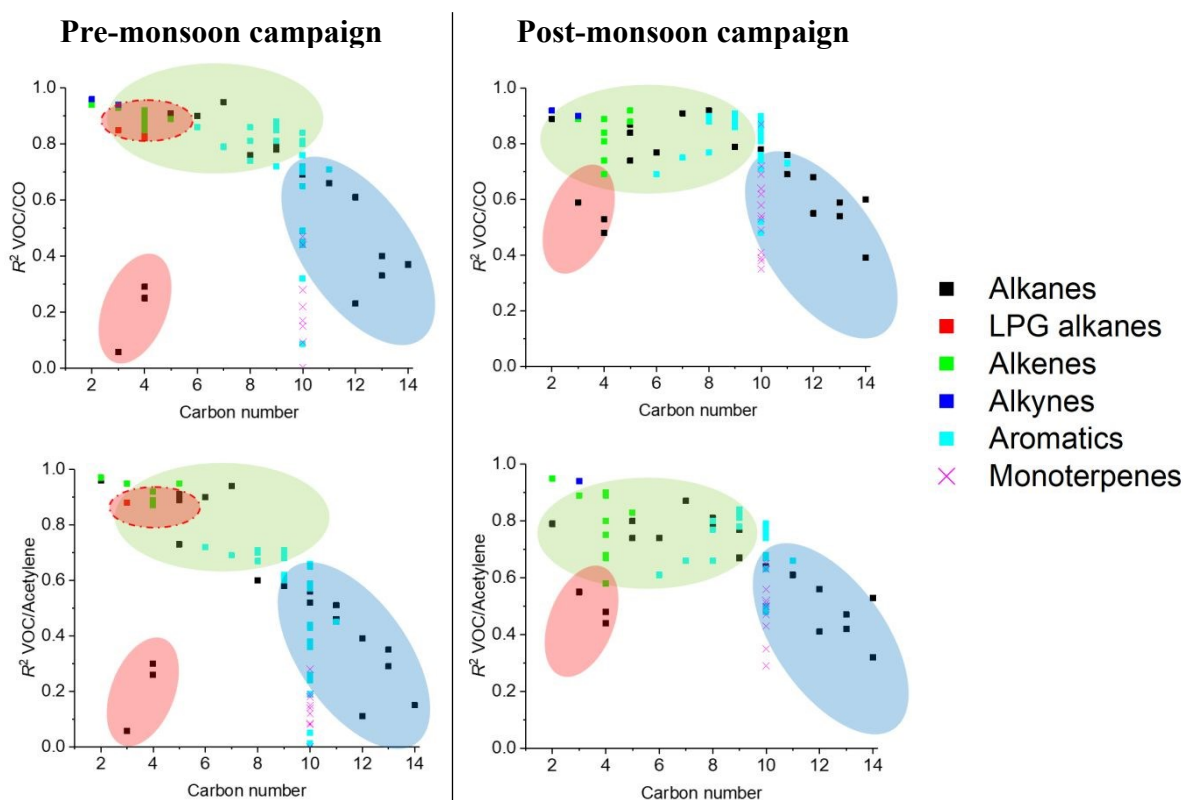 Pre-monsoon campaign
Post-monsoon campaign
1.0
0.8
0.6
0.4
0.2
0.0
R² VOC/CO
2 4 6 8 10 12 14
Carbon number
1.0
0.8
0.6
0.4
0.2
0.0
R² VOC/CO
2 4 6 8 10 12 14
Carbon number
Alkanes
LPG alkanes
Alkenes
Alkynes
Aromatics
Monoterpenes
1.0
0.8
0.6
0.4
0.2
0.0
R² VOC/Acetylene
2 4 6 8 10 12 14
Carbon number
1.0
0.8
0.6
0.4
0.2
0.0
R² VOC/Acetylene
2 4 6 8 10 12 14
Carbon number